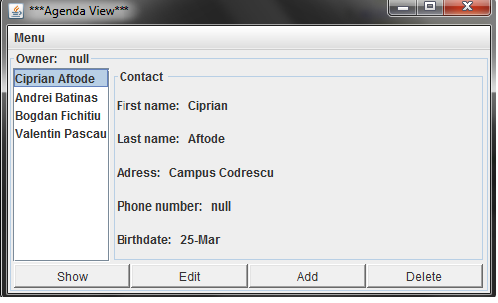 ***Agenda View***
Menu
Owner: null
Ciprian Aftode
Andrei Batinas
Bogdan Fichitiu
Valentin Pascau
Contact
First name: Ciprian
Last name: Aftode
Adress: Campus Codrescu
Phone number: null
Birthdate: 25-Mar
Show Edit Add Delete